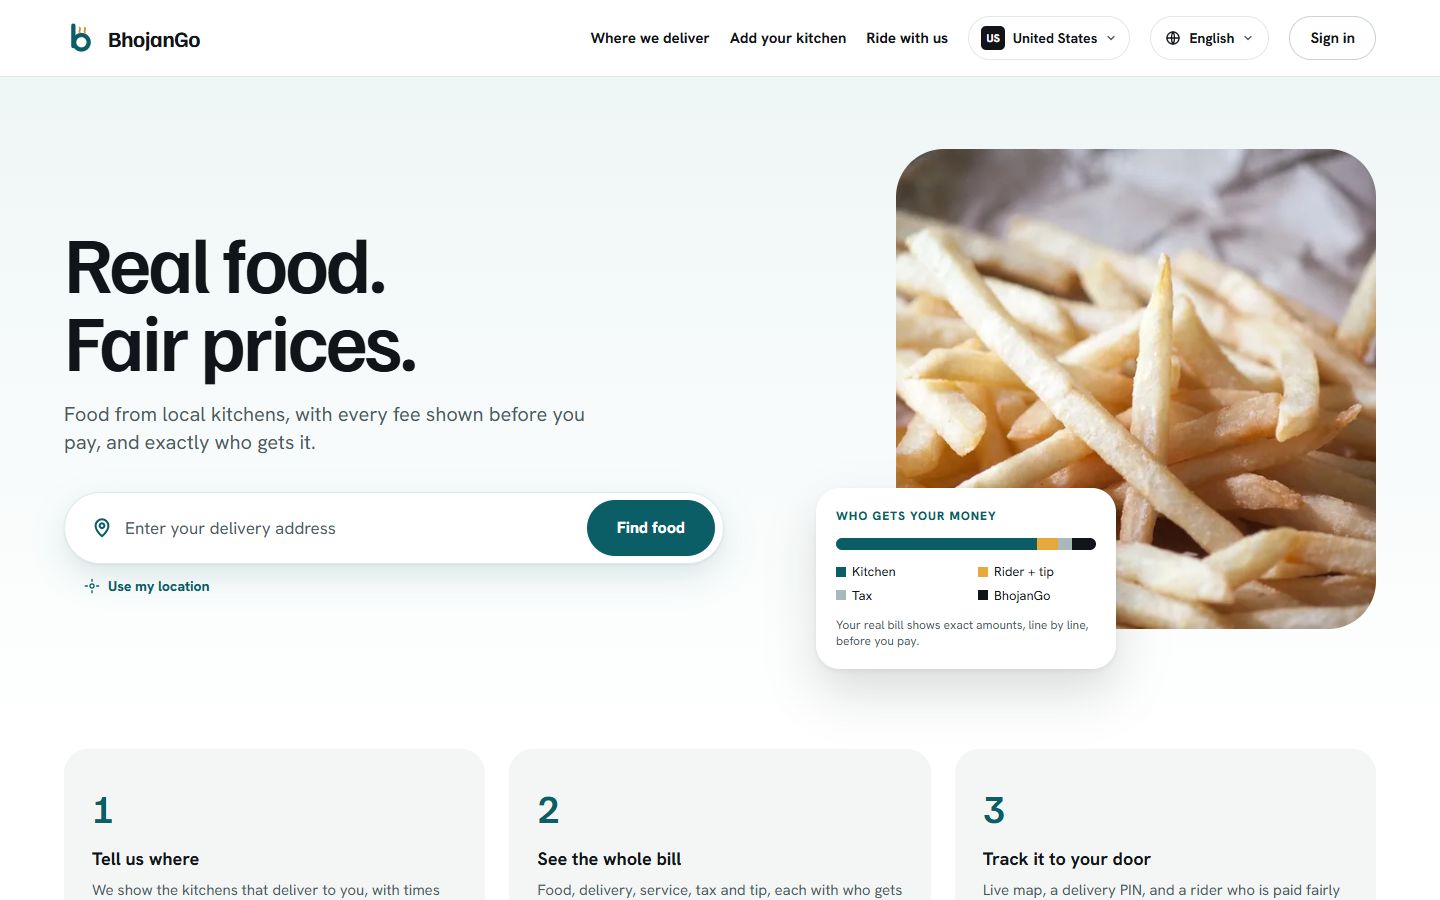 BhojanGo
Where we deliver
Add your kitchen
Ride with us
US United States
English
Sign in
Real food.
Fair prices.
Food from local kitchens, with every fee shown before you
pay, and exactly who gets it.
Enter your delivery address
Find food
Use my location
WHO GETS YOUR MONEY
Kitchen
Rider + tip
Tax
BhojanGo
Your real bill shows exact amounts, line by line,
before you pay.
1
Tell us where
We show the kitchens that deliver to you, with times
2
See the whole bill
Food, delivery, service, tax and tip, each with who gets
3
Track it to your door
Live map, a delivery PIN, and a rider who is paid fairly